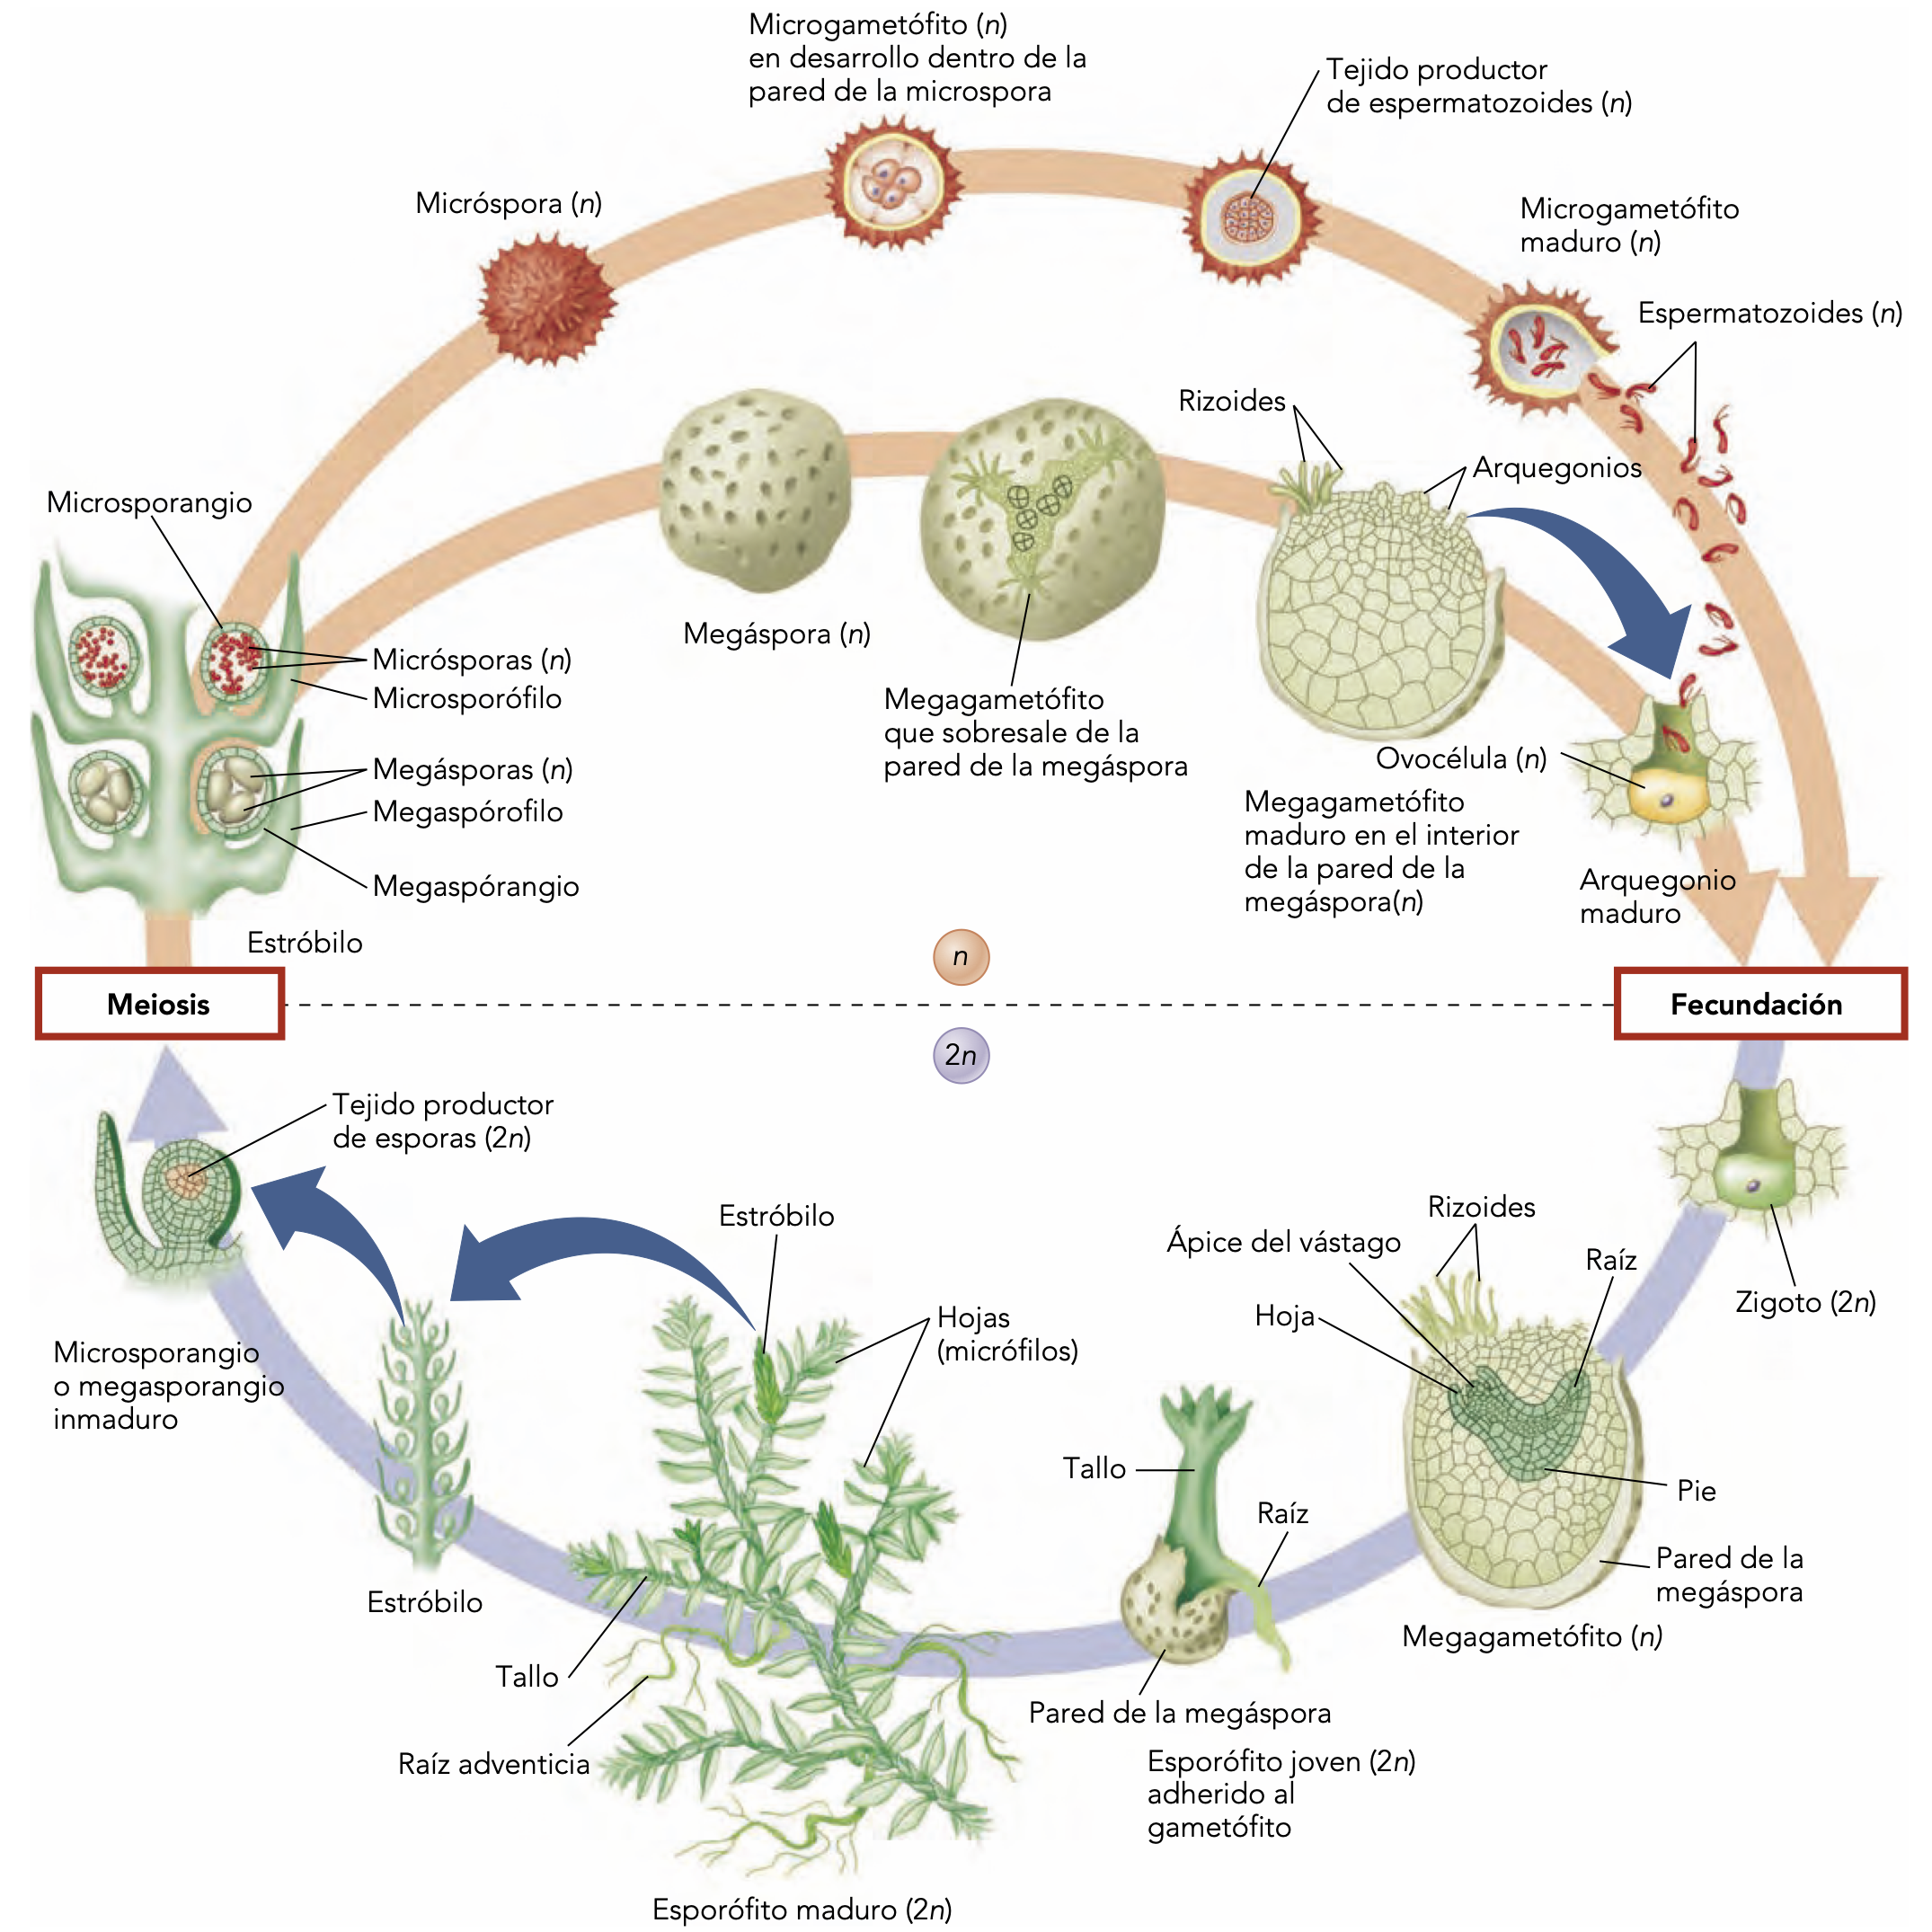 Microgametófito (n)
en desarrollo dentro de la
pared de la microspora
Tejido productor
de espermatozoides (n)
Micróspora (n)
Microgametófito
maduro (n)
Espermatozoides (n)
Rizoides
Arquegonios
Microsporangio
Megáspora (n)
Micrósporas (n)
Microsporófilo
Megagametófito
que sobresale de la
pared de la megáspora
Megásporas (n)
Megaspórofilo
Megaspórangio
Ovocélula (n)
Megagametófito
maduro en el interior
de la pared de la
megáspora(n)
Arquegonio
maduro
Estróbilo
n
Meiosis
Fecundación
2n
Tejido productor
de esporas (2n)
Estróbilo
Rizoides
Ápice del vástago
Raíz
Hoja
Zigoto (2n)
Hojas
(micrófilos)
Microsporangio
o megasporangio
inmaduro
Tallo
Raíz
Pie
Pared de la
megáspora
Estróbilo
Megagametófito (n)
Tallo
Pared de la megáspora
Raíz adventicia
Esporófito joven (2n)
adherido al
gametófito
Esporófito maduro (2n)